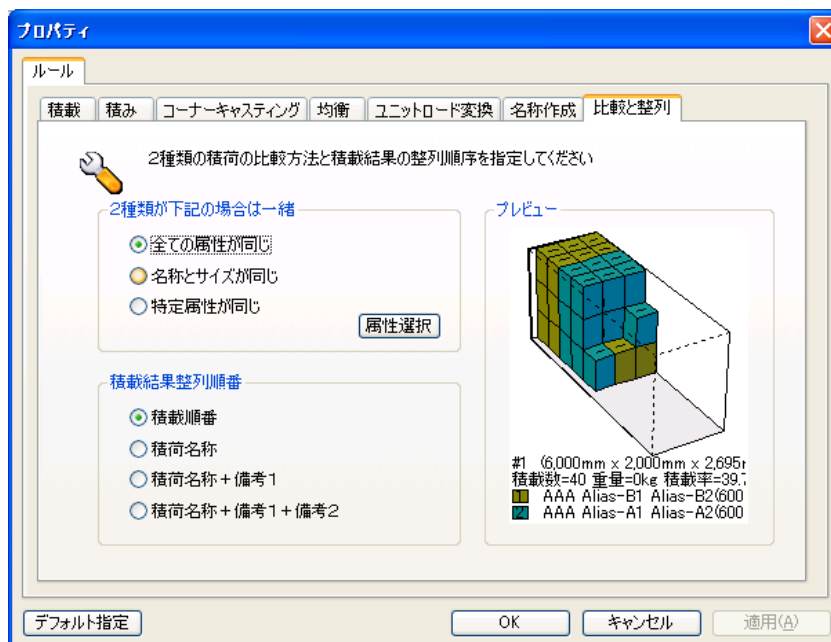 プロパティ
ルール
積載 積み コーナーキャスティング 均衡 ユニットロード変換 名称作成 比較と整列
2種類の積荷の比較方法と積載結果の整列順序を指定してください
2種類が下記の場合は一緒
全ての属性が同じ
名称とサイズが同じ
特定属性が同じ
属性選択
積載結果整列順番
積載順番
積荷名称
積荷名称+備考1
積荷名称+備考1+備考2
プレビュー
#1 (6,000mm x 2,000mm x 2,695
積載数=40 重量=0kg 積載率=39.
1 AAA Alias-B1 Alias-B2(600
2 AAA Alias-A1 Alias-A2(600
デフォルト指定 OK キャンセル 適用(A)